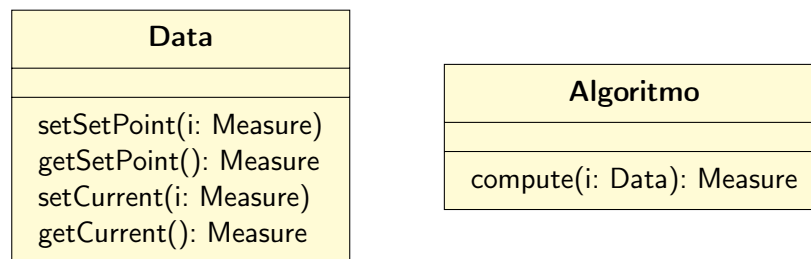 Data
setSetPoint(i: Measure)
getSetPoint(): Measure
setCurrent(i: Measure)
getCurrent(): Measure
Algoritmo
compute(i: Data): Measure